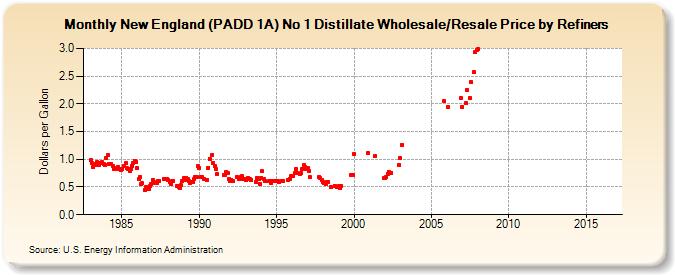 Monthly New England (PADD 1A) No 1 Distillate Wholesale/Resale Price by Refiners
Dollars per Gallon
3.0
2.5
2.0
1.5
1.0
0.5
0.0
1985 1990 1995 2000 2005 2010 2015
Source: U.S. Energy Information Administration